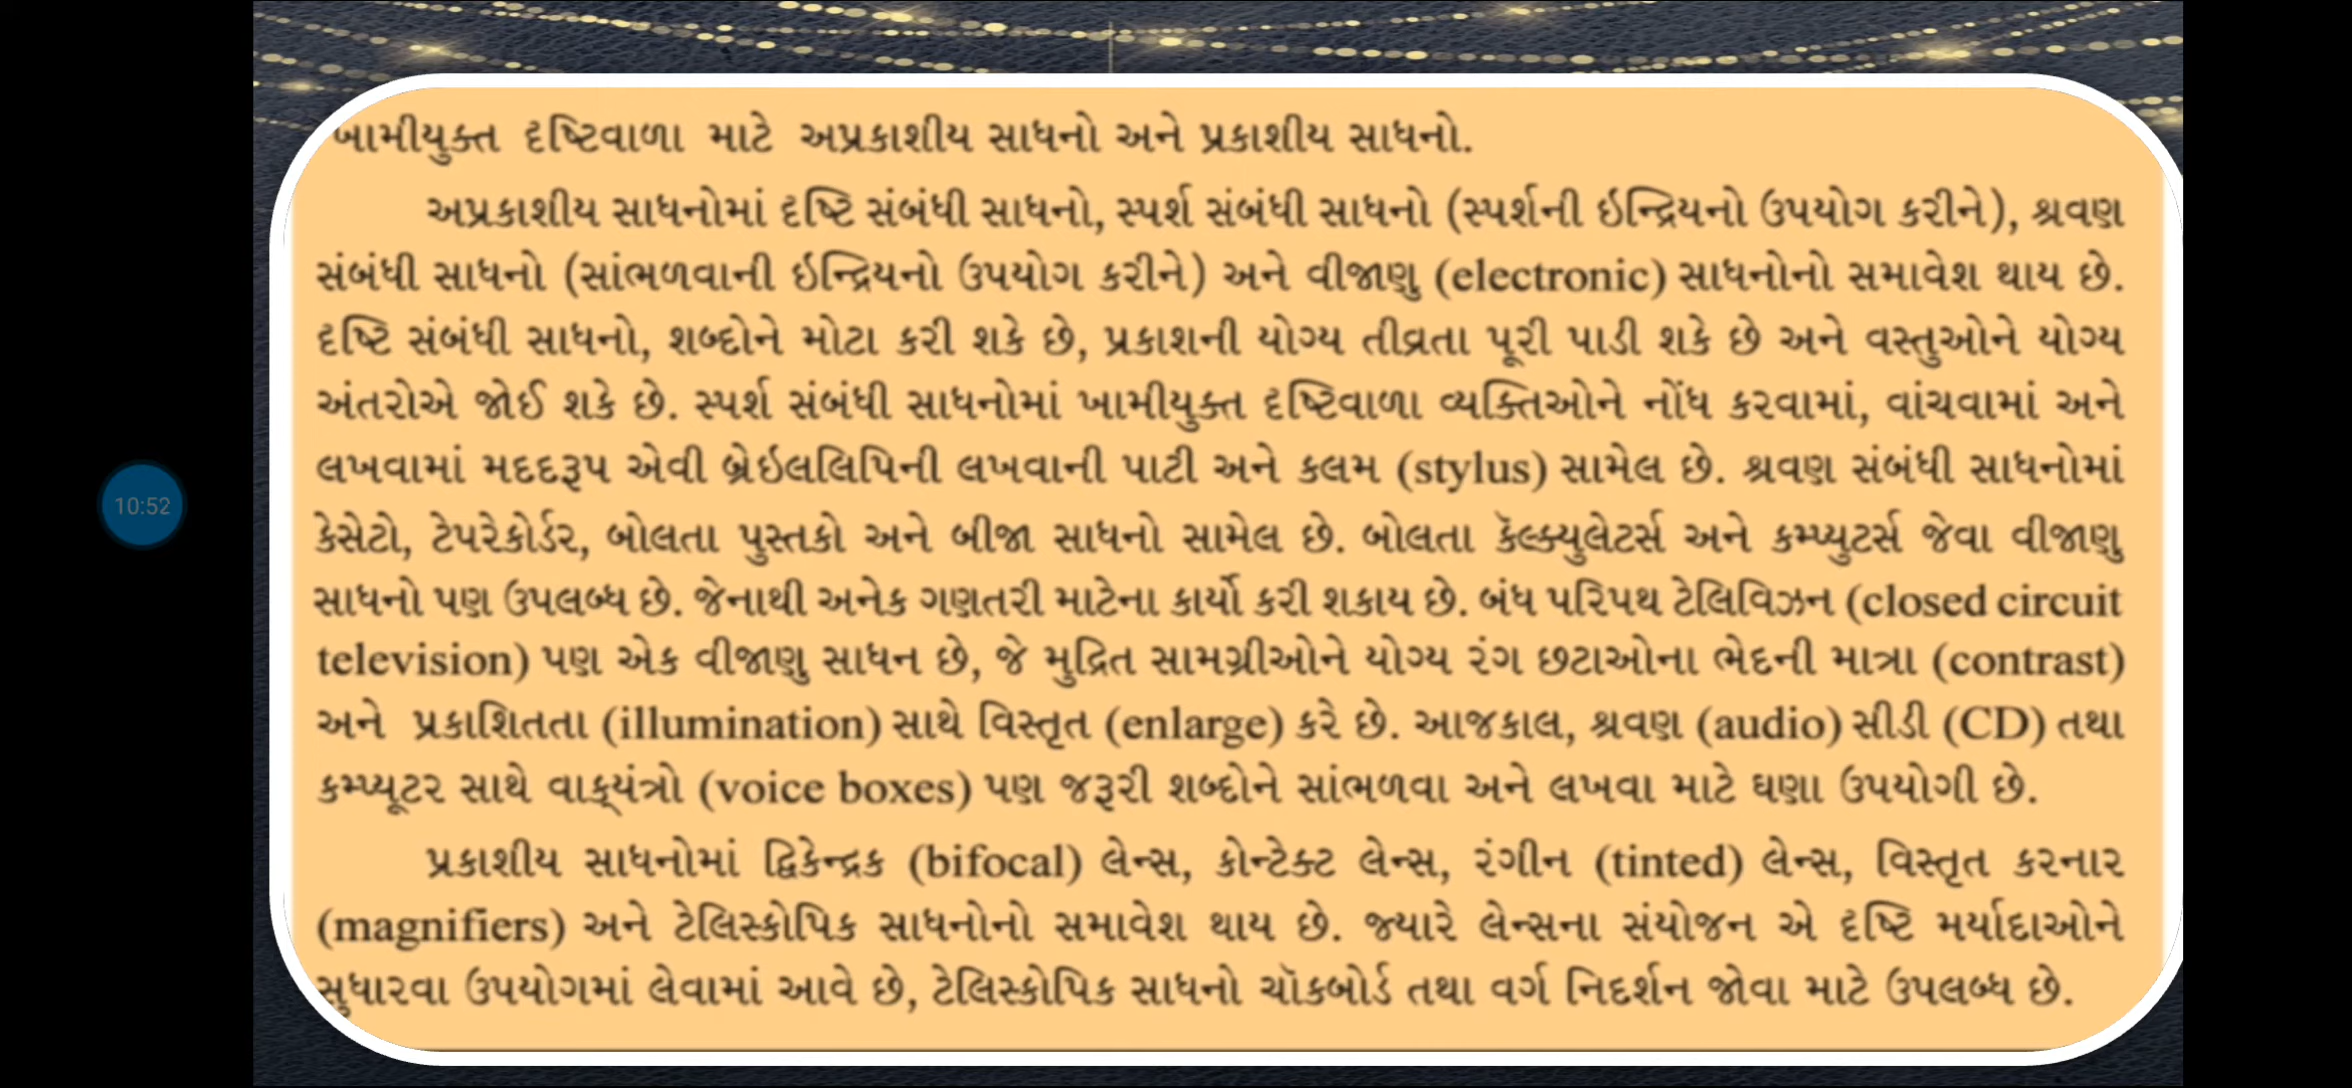 ખામીયુક્ત દૃષ્ટિવાળા માટે અપ્રકાશીય સાધનો અને પ્રકાશીય સાધનો.
અપ્રકાશીય સાધનોમાં દૃષ્ટિ સંબંધી સાધનો, સ્પર્શ સંબંધી સાધનો (સ્પર્શની ઇન્દ્રિયનો ઉપયોગ કરીને), શ્રવણ
સંબંધી સાધનો (સાંભળવાની ઇન્દ્રિયનો ઉપયોગ કરીને) અને વીજાણુ (electronic) સાધનોનો સમાવેશ થાય છે.
દૃષ્ટિ સંબંધી સાધનો, શબ્દોને મોટા કરી શકે છે, પ્રકાશની યોગ્ય તીવ્રતા પૂરી પાડી શકે છે અને વસ્તુઓને યોગ્ય
અંતરોએ જોઈ શકે છે. સ્પર્શ સંબંધી સાધનોમાં ખામીયુક્ત દૃષ્ટિવાળા વ્યક્તિઓને નોંધ કરવામાં, વાંચવામાં અને
લખવામાં મદદરૂપ એવી બ્રેઇલલિપિની લખવાની પાટી અને કલમ (stylus) સામેલ છે. શ્રવણ સંબંધી સાધનોમાં
10:52
કેસેટો, ટેપરેકોર્ડર, બોલતા પુસ્તકો અને બીજા સાધનો સામેલ છે. બોલતા કૅલ્ક્યુલેટર્સ અને કમ્પ્યુટર્સ જેવા વીજાણુ
સાધનો પણ ઉપલબ્ધ છે. જેનાથી અનેક ગણતરી માટેના કાર્યો કરી શકાય છે. બંધ પરિપથ ટેલિવિઝન (closed circuit
television) પણ એક વીજાણુ સાધન છે, જે મુદ્રિત સામગ્રીઓને યોગ્ય રંગ છટાઓના ભેદની માત્રા (contrast)
અને પ્રકાશિતતા (illumination) સાથે વિસ્તૃત (enlarge) કરે છે. આજકાલ, શ્રવણ (audio) સીડી (CD) તથા
કમ્પ્યૂટર સાથે વાક્‌યંત્રો (voice boxes) પણ જરૂરી શબ્દોને સાંભળવા અને લખવા માટે ઘણા ઉપયોગી છે.
પ્રકાશીય સાધનોમાં દ્વિકેન્દ્રક (bifocal) લેન્સ, કોન્ટેક્ટ લેન્સ, રંગીન (tinted) લેન્સ, વિસ્તૃત કરનાર
(magnifiers) અને ટેલિસ્કોપિક સાધનોનો સમાવેશ થાય છે. જ્યારે લેન્સના સંયોજન એ દૃષ્ટિ મર્યાદાઓને
સુધારવા ઉપયોગમાં લેવામાં આવે છે, ટેલિસ્કોપિક સાધનો ચૉકબોર્ડ તથા વર્ગ નિદર્શન જોવા માટે ઉપલબ્ધ છે.